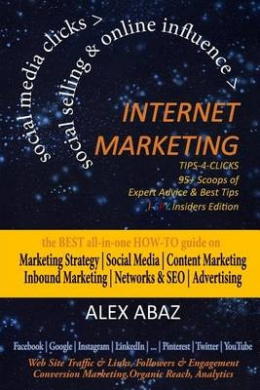 social media clicks >
social selling & online influence >
INTERNET
MARKETING
TIPS-4-CLICKS
95+ Scoops of
Expert Advice & Best Tips
Insiders Edition
the BEST all-in-one HOW-TO guide on
Marketing Strategy | Social Media | Content Marketing
Inbound Marketing | Networks & SEO | Advertising
ALEX ABAZ
Facebook | Google | Instagram | LinkedIn | ... | Pinterest | Twitter | YouTube
Web Site Traffic & Links, Followers & Engagement
Conversion Marketing, Organic Reach, Analytics